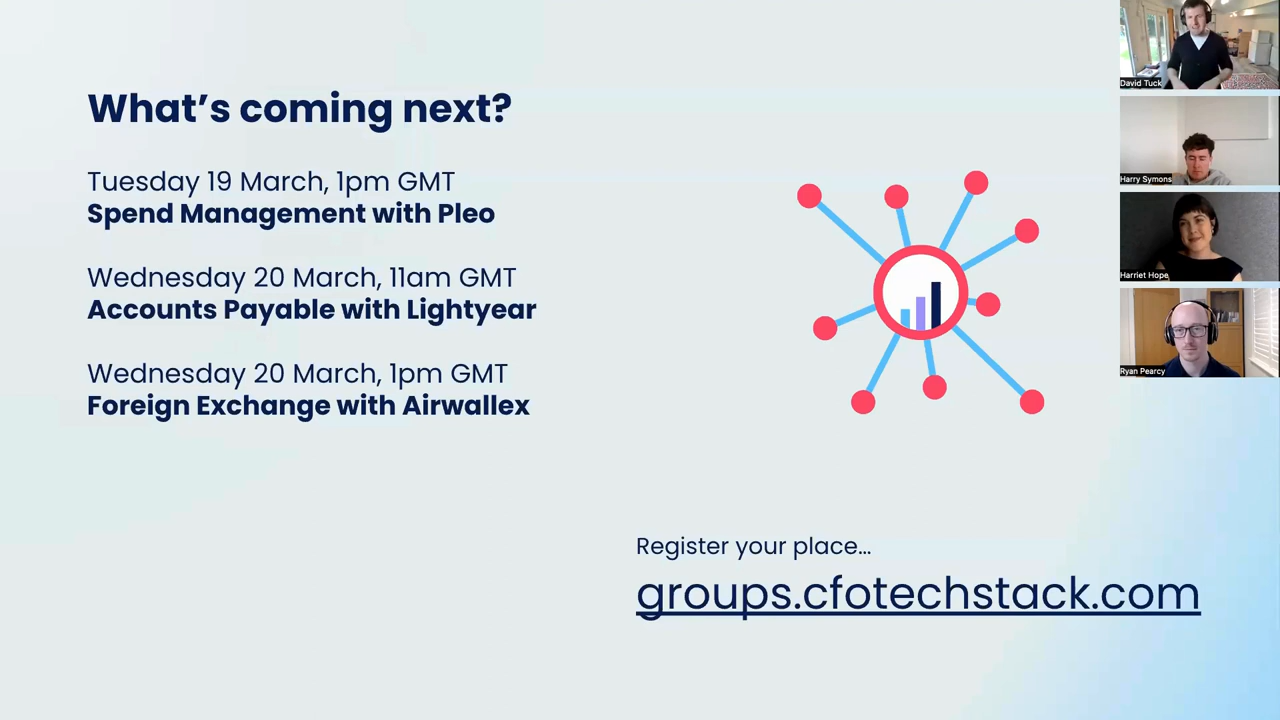 What’s coming next?
Tuesday 19 March, 1pm GMT
Spend Management with Pleo
Wednesday 20 March, 11am GMT
Accounts Payable with Lightyear
Wednesday 20 March, 1pm GMT
Foreign Exchange with Airwallex
Register your place...
groups.cfotechstack.com
David Tuck
Harry Symons
Harriet Hope
Ryan Pearcy